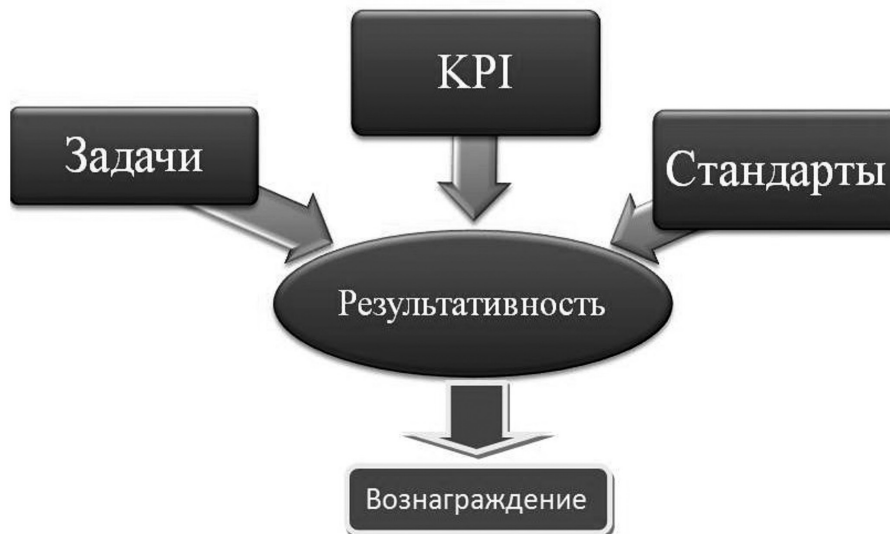 KPI
Задачи
Стандарты
Результативность
Вознаграждение